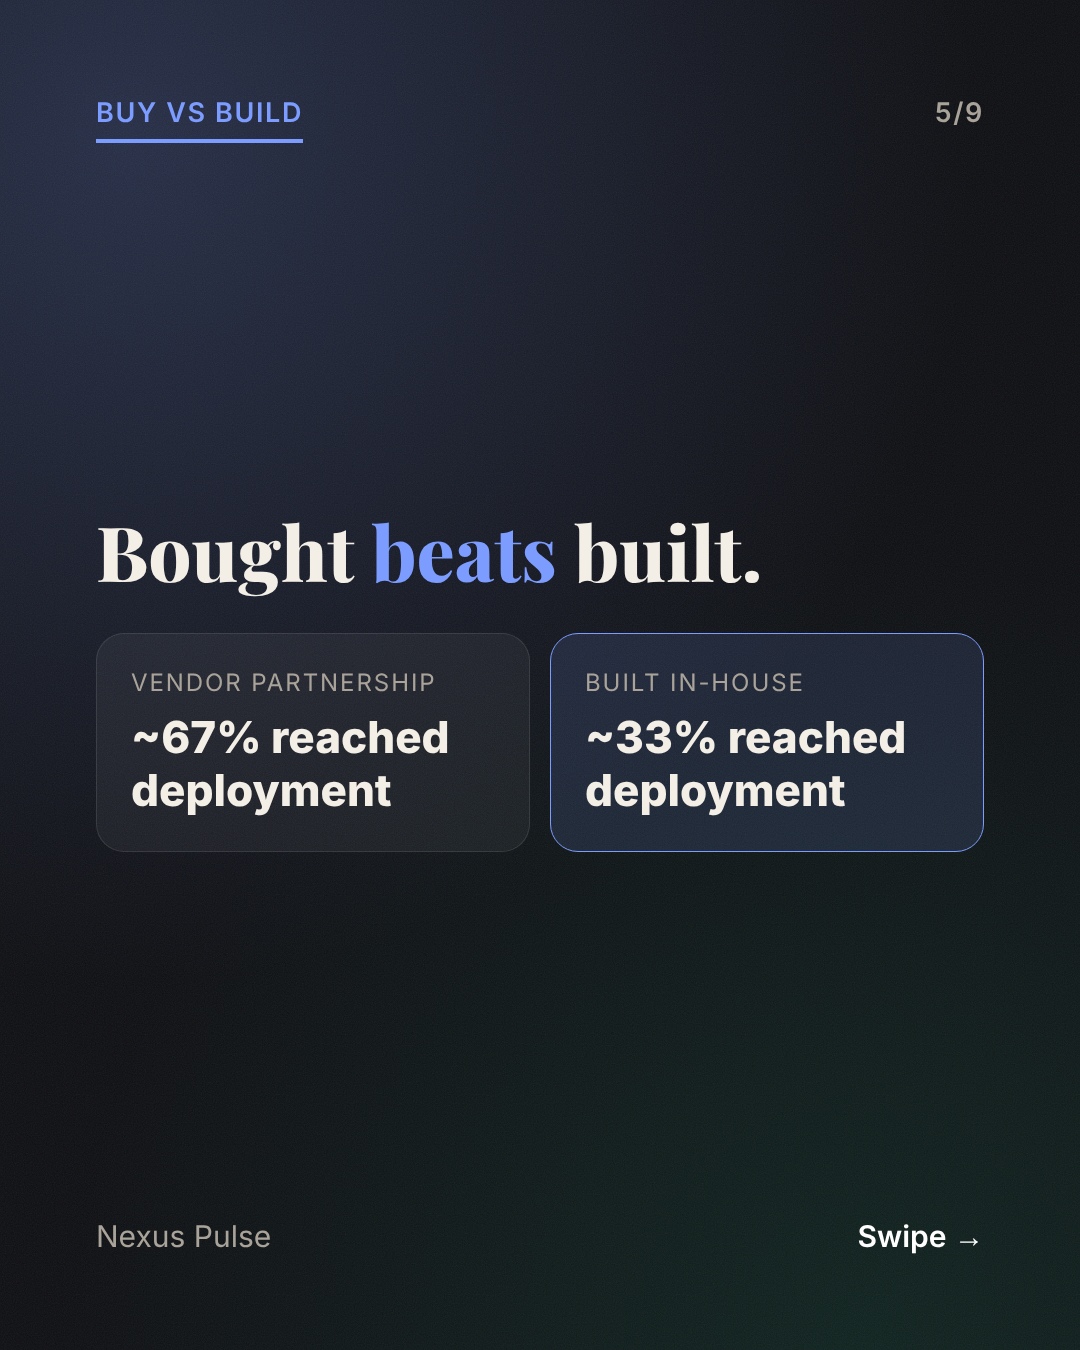 BUY VS BUILD
5/9
Bought beats built.
VENDOR PARTNERSHIP
~67% reached
deployment
BUILT IN-HOUSE
~33% reached
deployment
Nexus Pulse
Swipe →